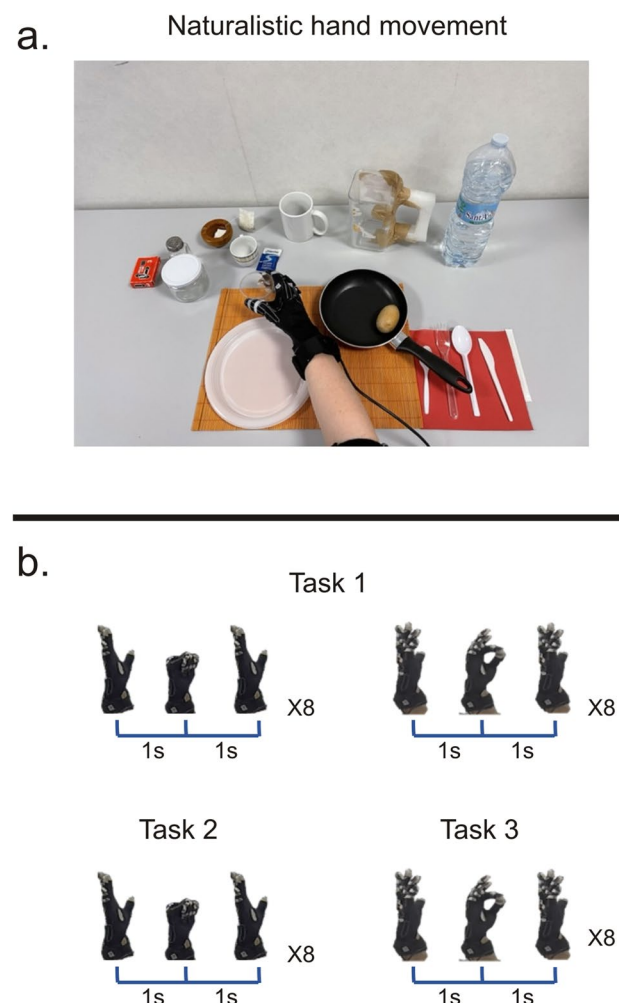 a.
Naturalistic hand movement
b.
Task 1
X8
X8
1s 1s
1s 1s
Task 2
Task 3
X8
X8
1s 1s
1s 1s